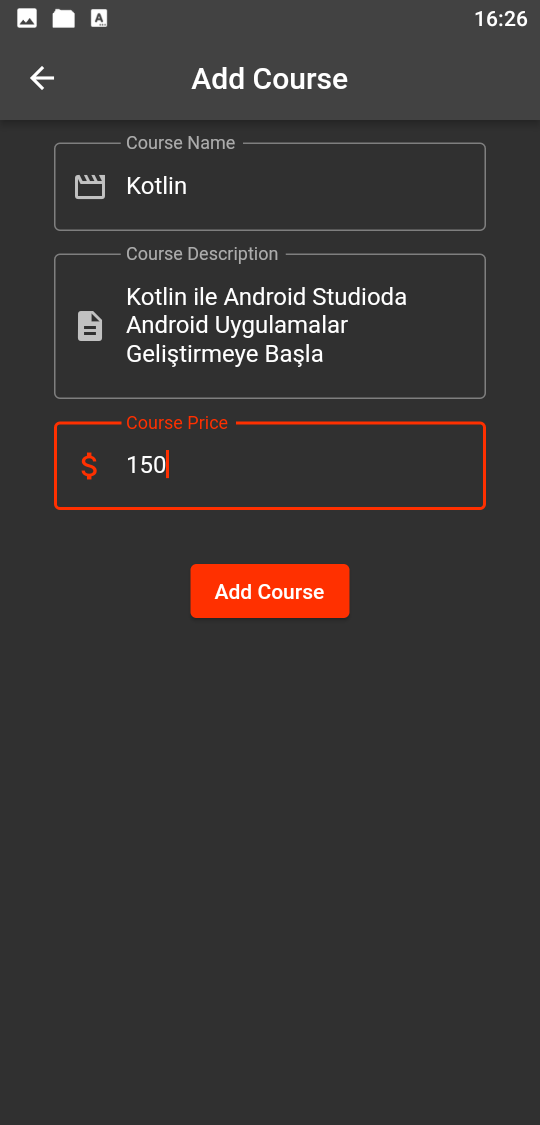 16:26
Add Course
Course Name
Kotlin
Course Description
Kotlin ile Android Studioda
Android Uygulamalar
Geliştirmeye Başla
Course Price
$ 150
Add Course